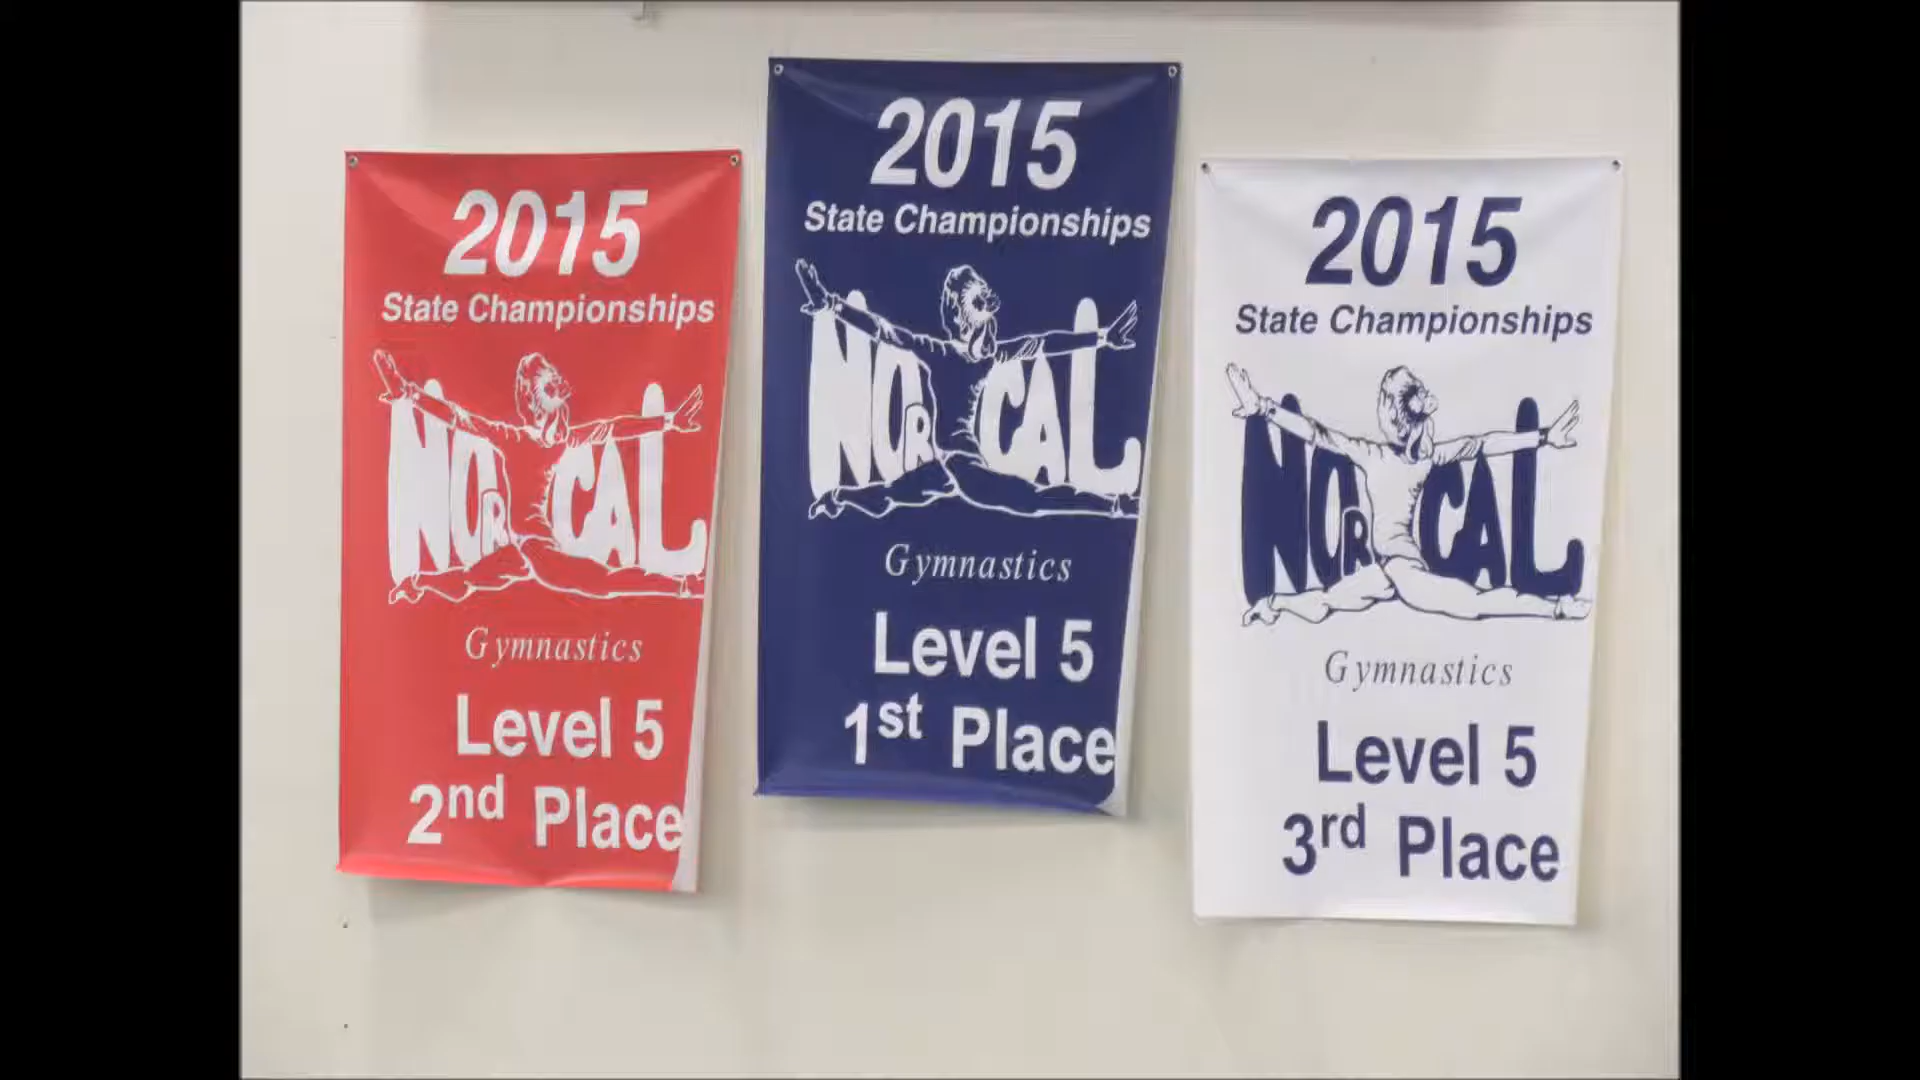 2015
State Championships
NOR CAL
Gymnastics
Level 5
2nd Place
2015
State Championships
NOR CAL
Gymnastics
Level 5
1st Place
2015
State Championships
NOR CAL
Gymnastics
Level 5
3rd Place